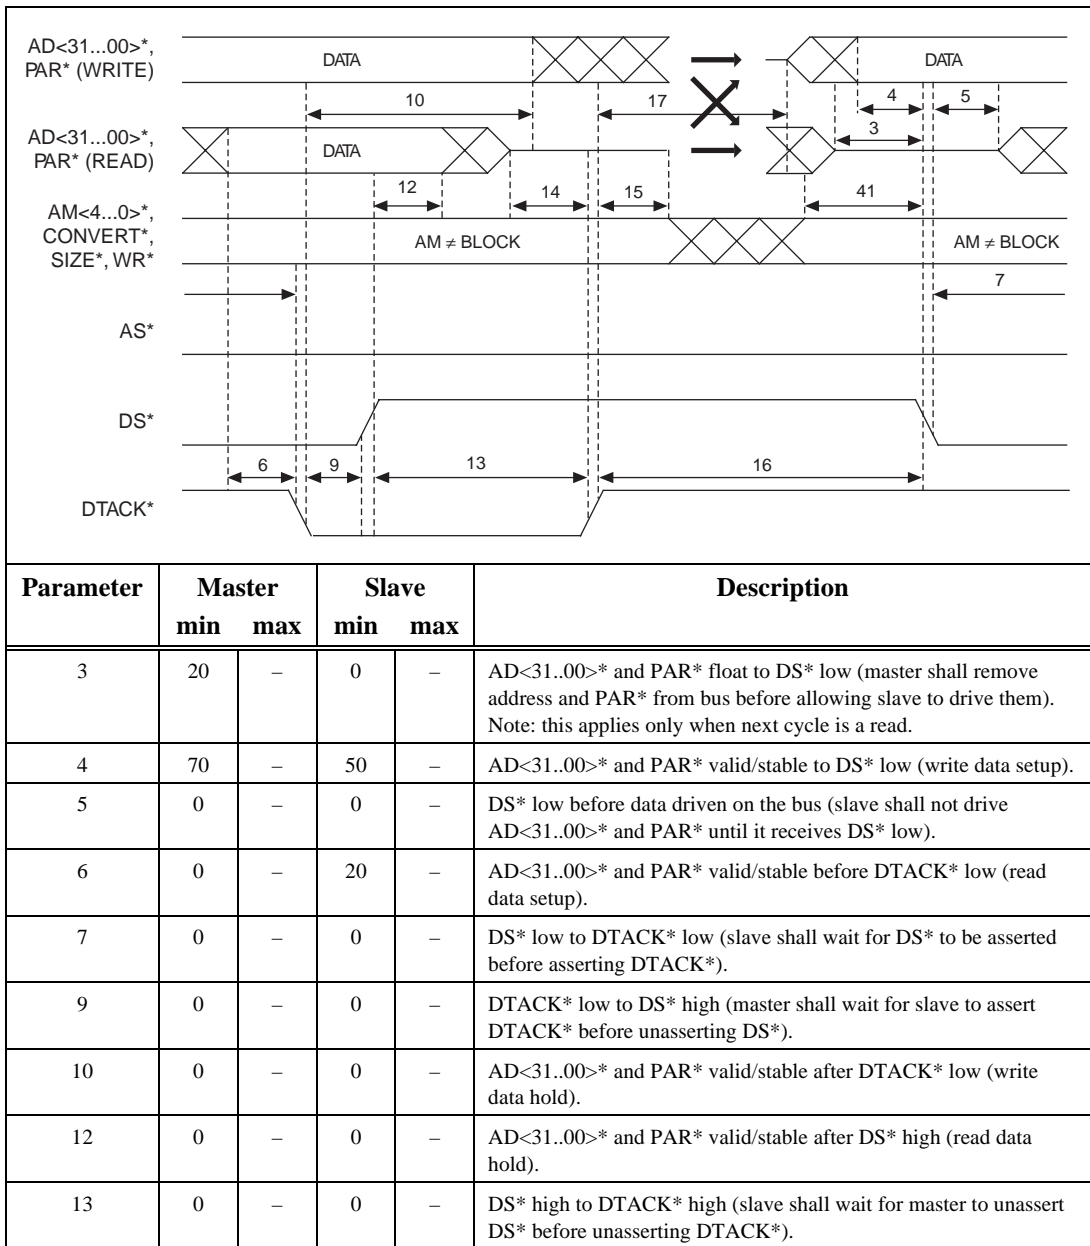 AD<31...00>*,
PAR* (WRITE)
DATA
DATA
10
17
4
5
3
AD<31...00>*,
PAR* (READ)
DATA
12
14
15
41
AM<4...0>*,
CONVERT*,
SIZE*, WR*
AM ≠ BLOCK
AM ≠ BLOCK
7
AS*
DS*
6
9
13
16
DTACK*
Parameter Master Slave Description
min max min max
3 20 – 0 – AD<31..00>* and PAR* float to DS* low (master shall remove
address and PAR* from bus before allowing slave to drive them).
Note: this applies only when next cycle is a read.
4 70 – 50 – AD<31..00>* and PAR* valid/stable to DS* low (write data setup).
5 0 – 0 – DS* low before data driven on the bus (slave shall not drive
AD<31..00>* and PAR* until it receives DS* low).
6 0 – 20 – AD<31..00>* and PAR* valid/stable before DTACK* low (read
data setup).
7 0 – 0 – DS* low to DTACK* low (slave shall wait for DS* to be asserted
before asserting DTACK*).
9 0 – 0 – DTACK* low to DS* high (master shall wait for slave to assert
DTACK* before unasserting DS*).
10 0 – 0 – AD<31..00>* and PAR* valid/stable after DTACK* low (write
data hold).
12 0 – 0 – AD<31..00>* and PAR* valid/stable after DS* high (read data
hold).
13 0 – 0 – DS* high to DTACK* high (slave shall wait for master to unassert
DS* before unasserting DTACK*).